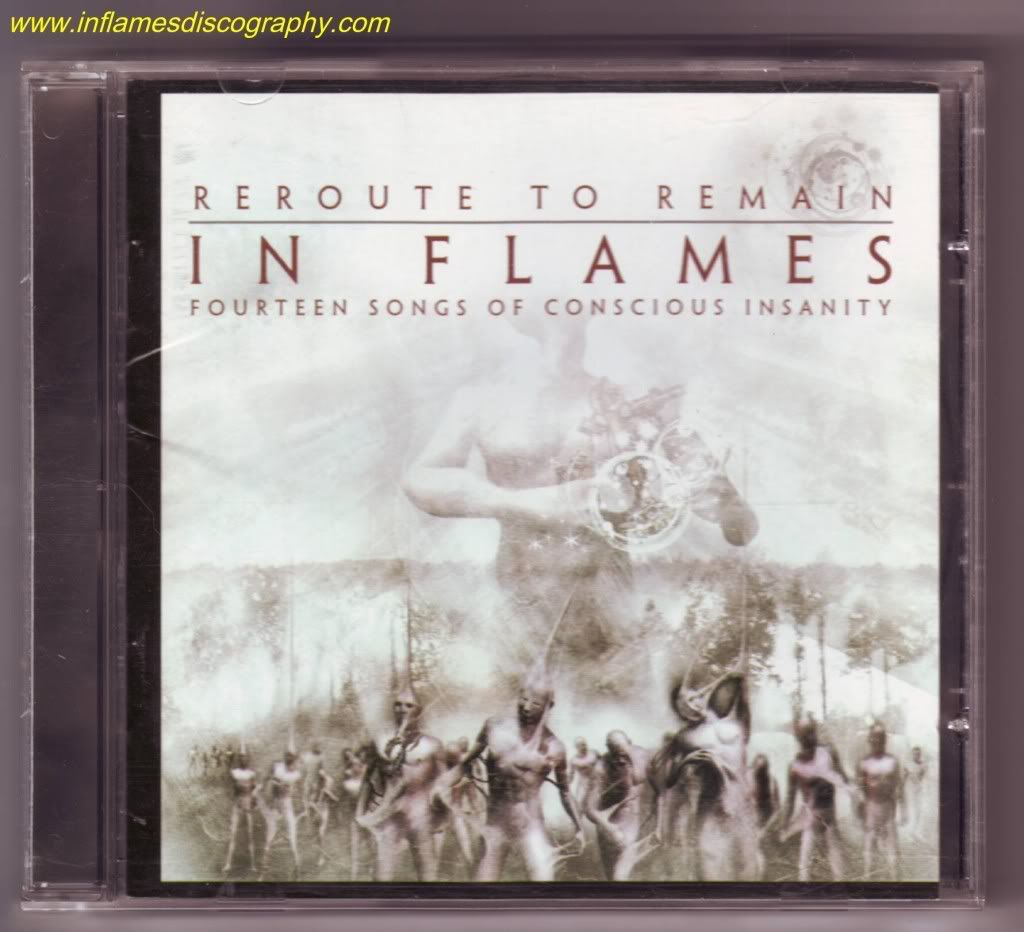 www.inflamesdiscography.com
REROUTE TO REMAIN
IN FLAMES
FOURTEEN SONGS OF CONSCIOUS INSANITY